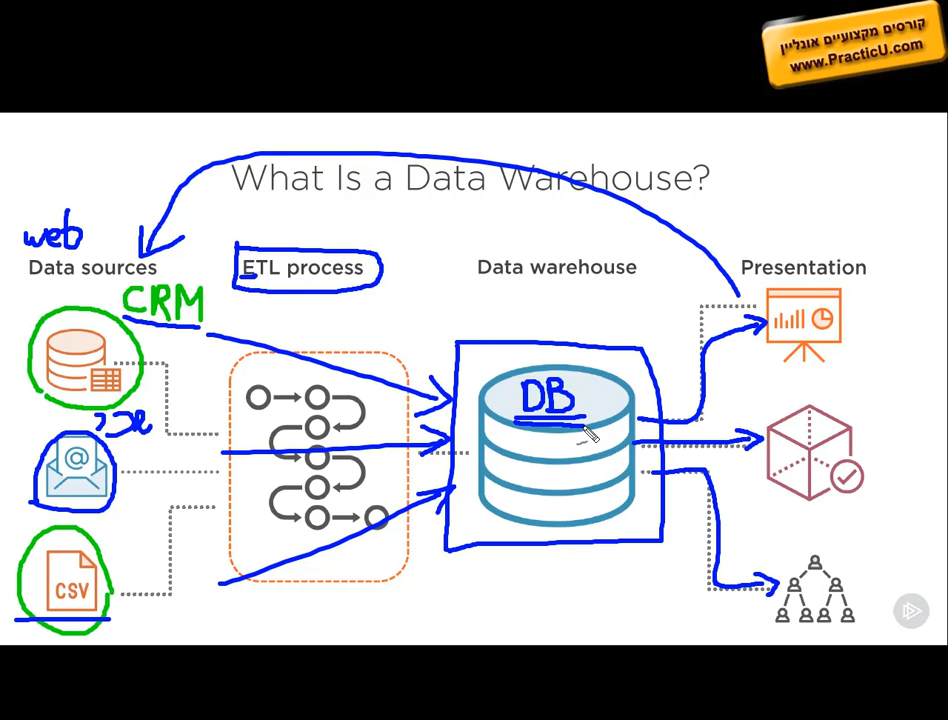 קורסים מקצועיים אונליין
www.PracticU.com
What Is a Data Warehouse?
web
Data sources
ETL process
Data warehouse
Presentation
CRM
DB
@
CSV